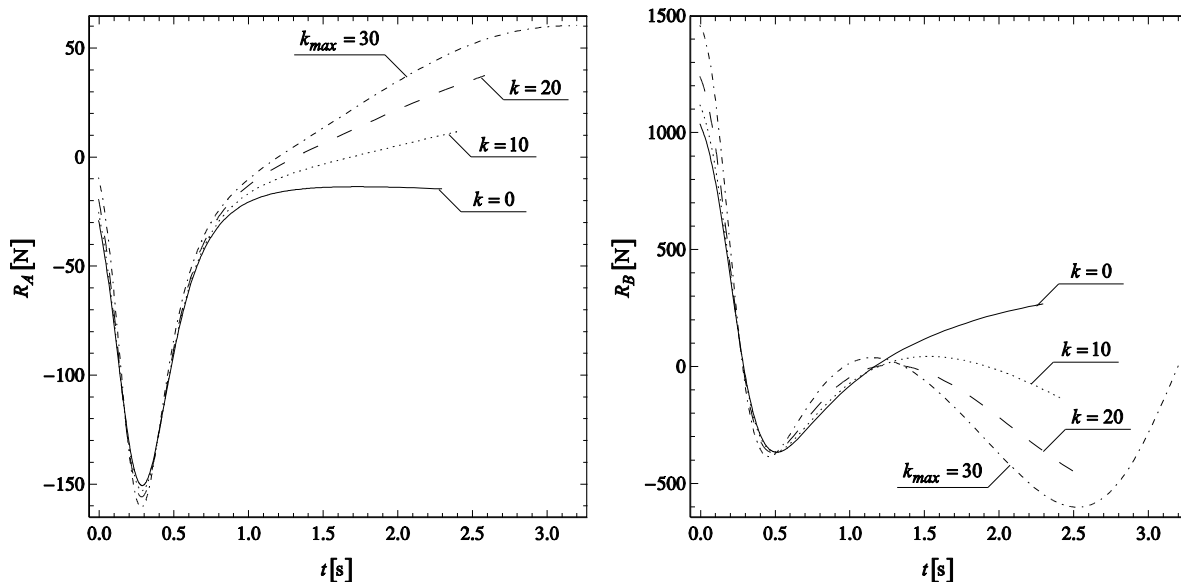 50
0
−50
−100
−150
R_A [N]
0.0 0.5 1.0 1.5 2.0 2.5 3.0
t [s]
k_max = 30
k = 20
k = 10
k = 0
1500
1000
500
0
−500
R_B [N]
0.0 0.5 1.0 1.5 2.0 2.5 3.0
t [s]
k = 0
k = 10
k = 20
k_max = 30